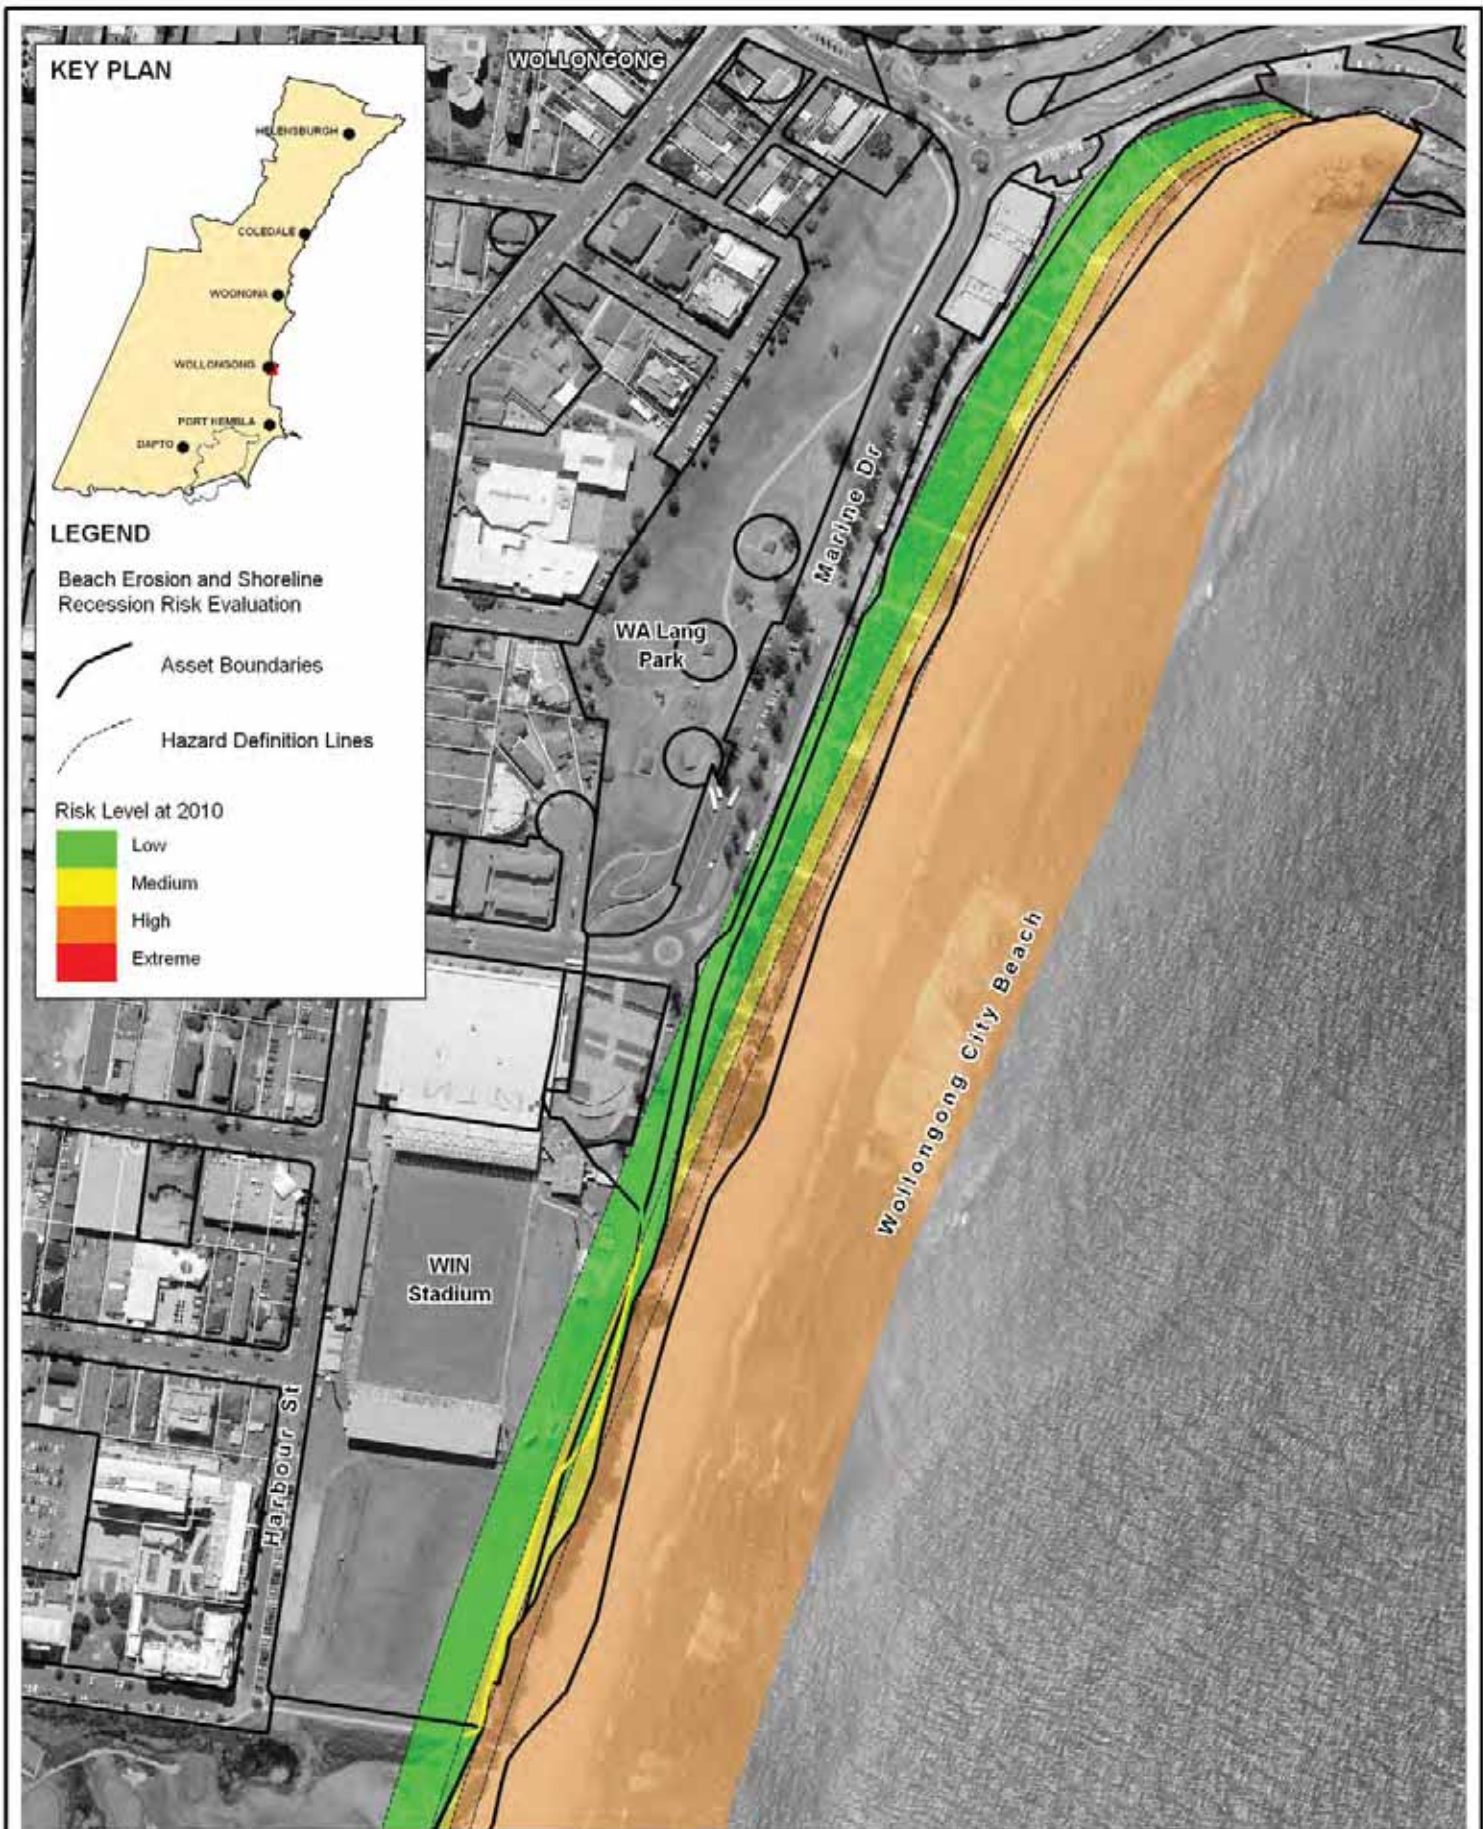 KEY PLAN
HELENSBURGH
COLEDALE
WOONONA
WOLLONGONG
PORT KEMBLA
DAPTO
LEGEND
Beach Erosion and Shoreline
Recession Risk Evaluation
Asset Boundaries
Hazard Definition Lines
Risk Level at 2010
Low
Medium
High
Extreme
WOLLONGONG
Marine Dr
WA Lang
Park
Wollongong City Beach
WIN
Stadium
Harbour St
WIN